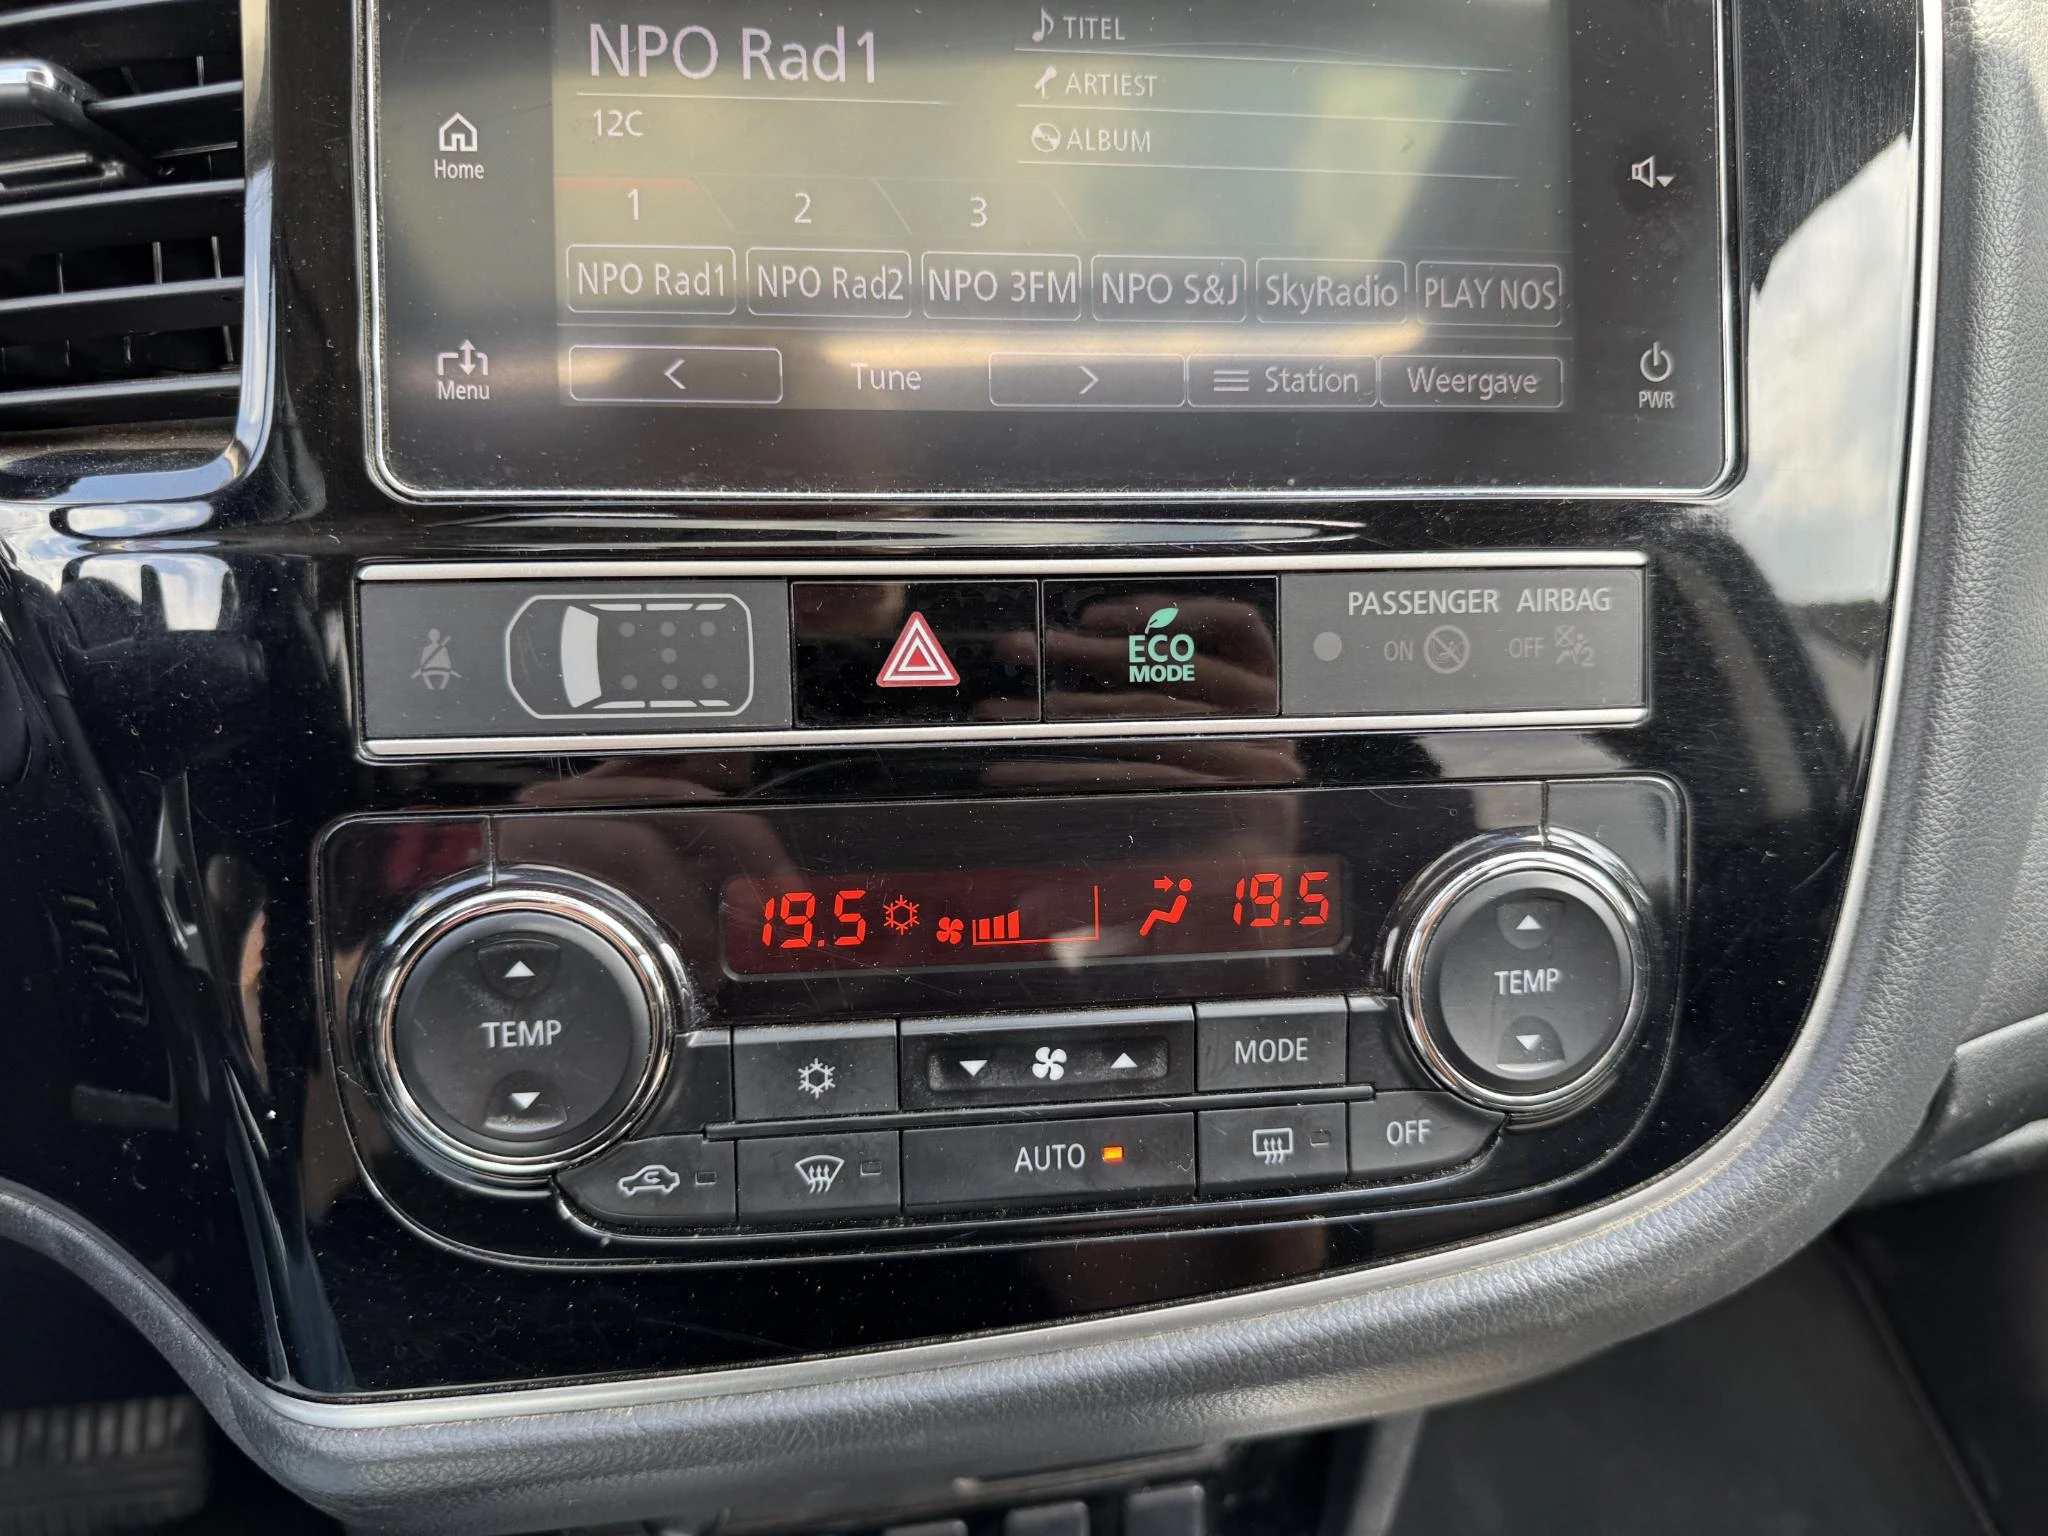 NPO Rad1
12C
TITEL
ARTIEST
ALBUM
Home
1 2 3
NPO Rad1 NPO Rad2 NPO 3FM NPO S&J SkyRadio PLAY NOS
Menu
< Tune > Station Weergave
PWR
ECO
MODE
PASSENGER AIRBAG
ON OFF 2
19.5 19.5
TEMP
TEMP
MODE
AUTO
OFF